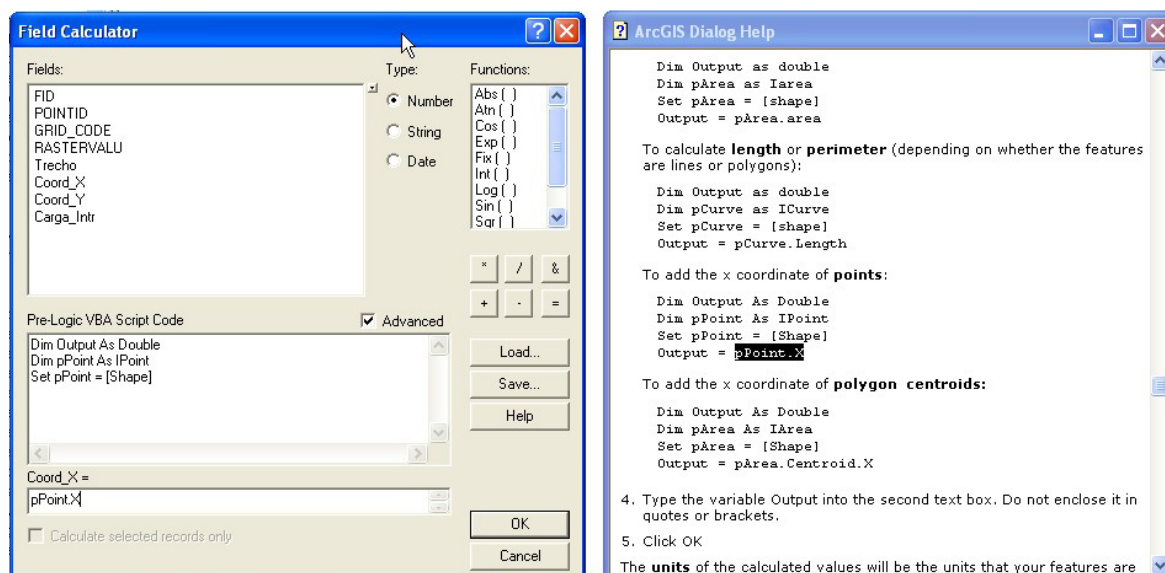 Field Calculator
Fields:
FID
POINTID
GRID_CODE
RASTERVALU
Trecho
Coord_X
Coord_Y
Carga_Intr
Type:
Number
String
Date
Functions:
Abs ( )
Atn ( )
Cos ( )
Exp ( )
Fix ( )
Int ( )
Log ( )
Sin ( )
Sqr ( )
* / &
+ - =
Pre-Logic VBA Script Code
Advanced
Dim Output As Double
Dim pPoint As IPoint
Set pPoint = [Shape]
Load...
Save...
Help
Coord_X =
pPoint.X
Calculate selected records only
OK
Cancel
ArcGIS Dialog Help
Dim Output as double
Dim pArea as Iarea
Set pArea = [shape]
Output = pArea.area
To calculate length or perimeter (depending on whether the features
are lines or polygons):
Dim Output as double
Dim pCurve as ICurve
Set pCurve = [shape]
Output = pCurve.Length
To add the x coordinate of points:
Dim Output As Double
Dim pPoint As IPoint
Set pPoint = [Shape]
Output = pPoint.X
To add the x coordinate of polygon centroids:
Dim Output As Double
Dim pArea As IArea
Set pArea = [Shape]
Output = pArea.Centroid.X
4. Type the variable Output into the second text box. Do not enclose it in
quotes or brackets.
5. Click OK
The units of the calculated values will be the units that your features are